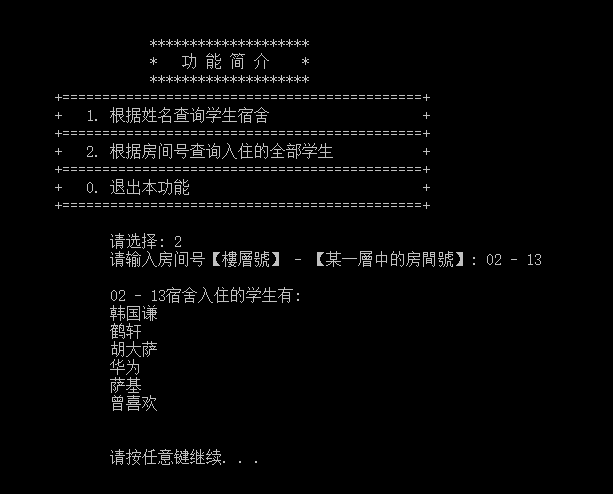 ********************
* 功 能 简 介 *
********************
+=============================================+
+ 1. 根据姓名查询学生宿舍 +
+=============================================+
+ 2. 根据房间号查询入住的全部学生 +
+=============================================+
+ 0. 退出本功能 +
+=============================================+
请选择: 2
请输入房间号【樓層號】 - 【某一層中的房間號】: 02 - 13
02 - 13宿舍入住的学生有:
韩国谦
鹤轩
胡大萨
华为
萨基
曾喜欢
请按任意键继续. . .